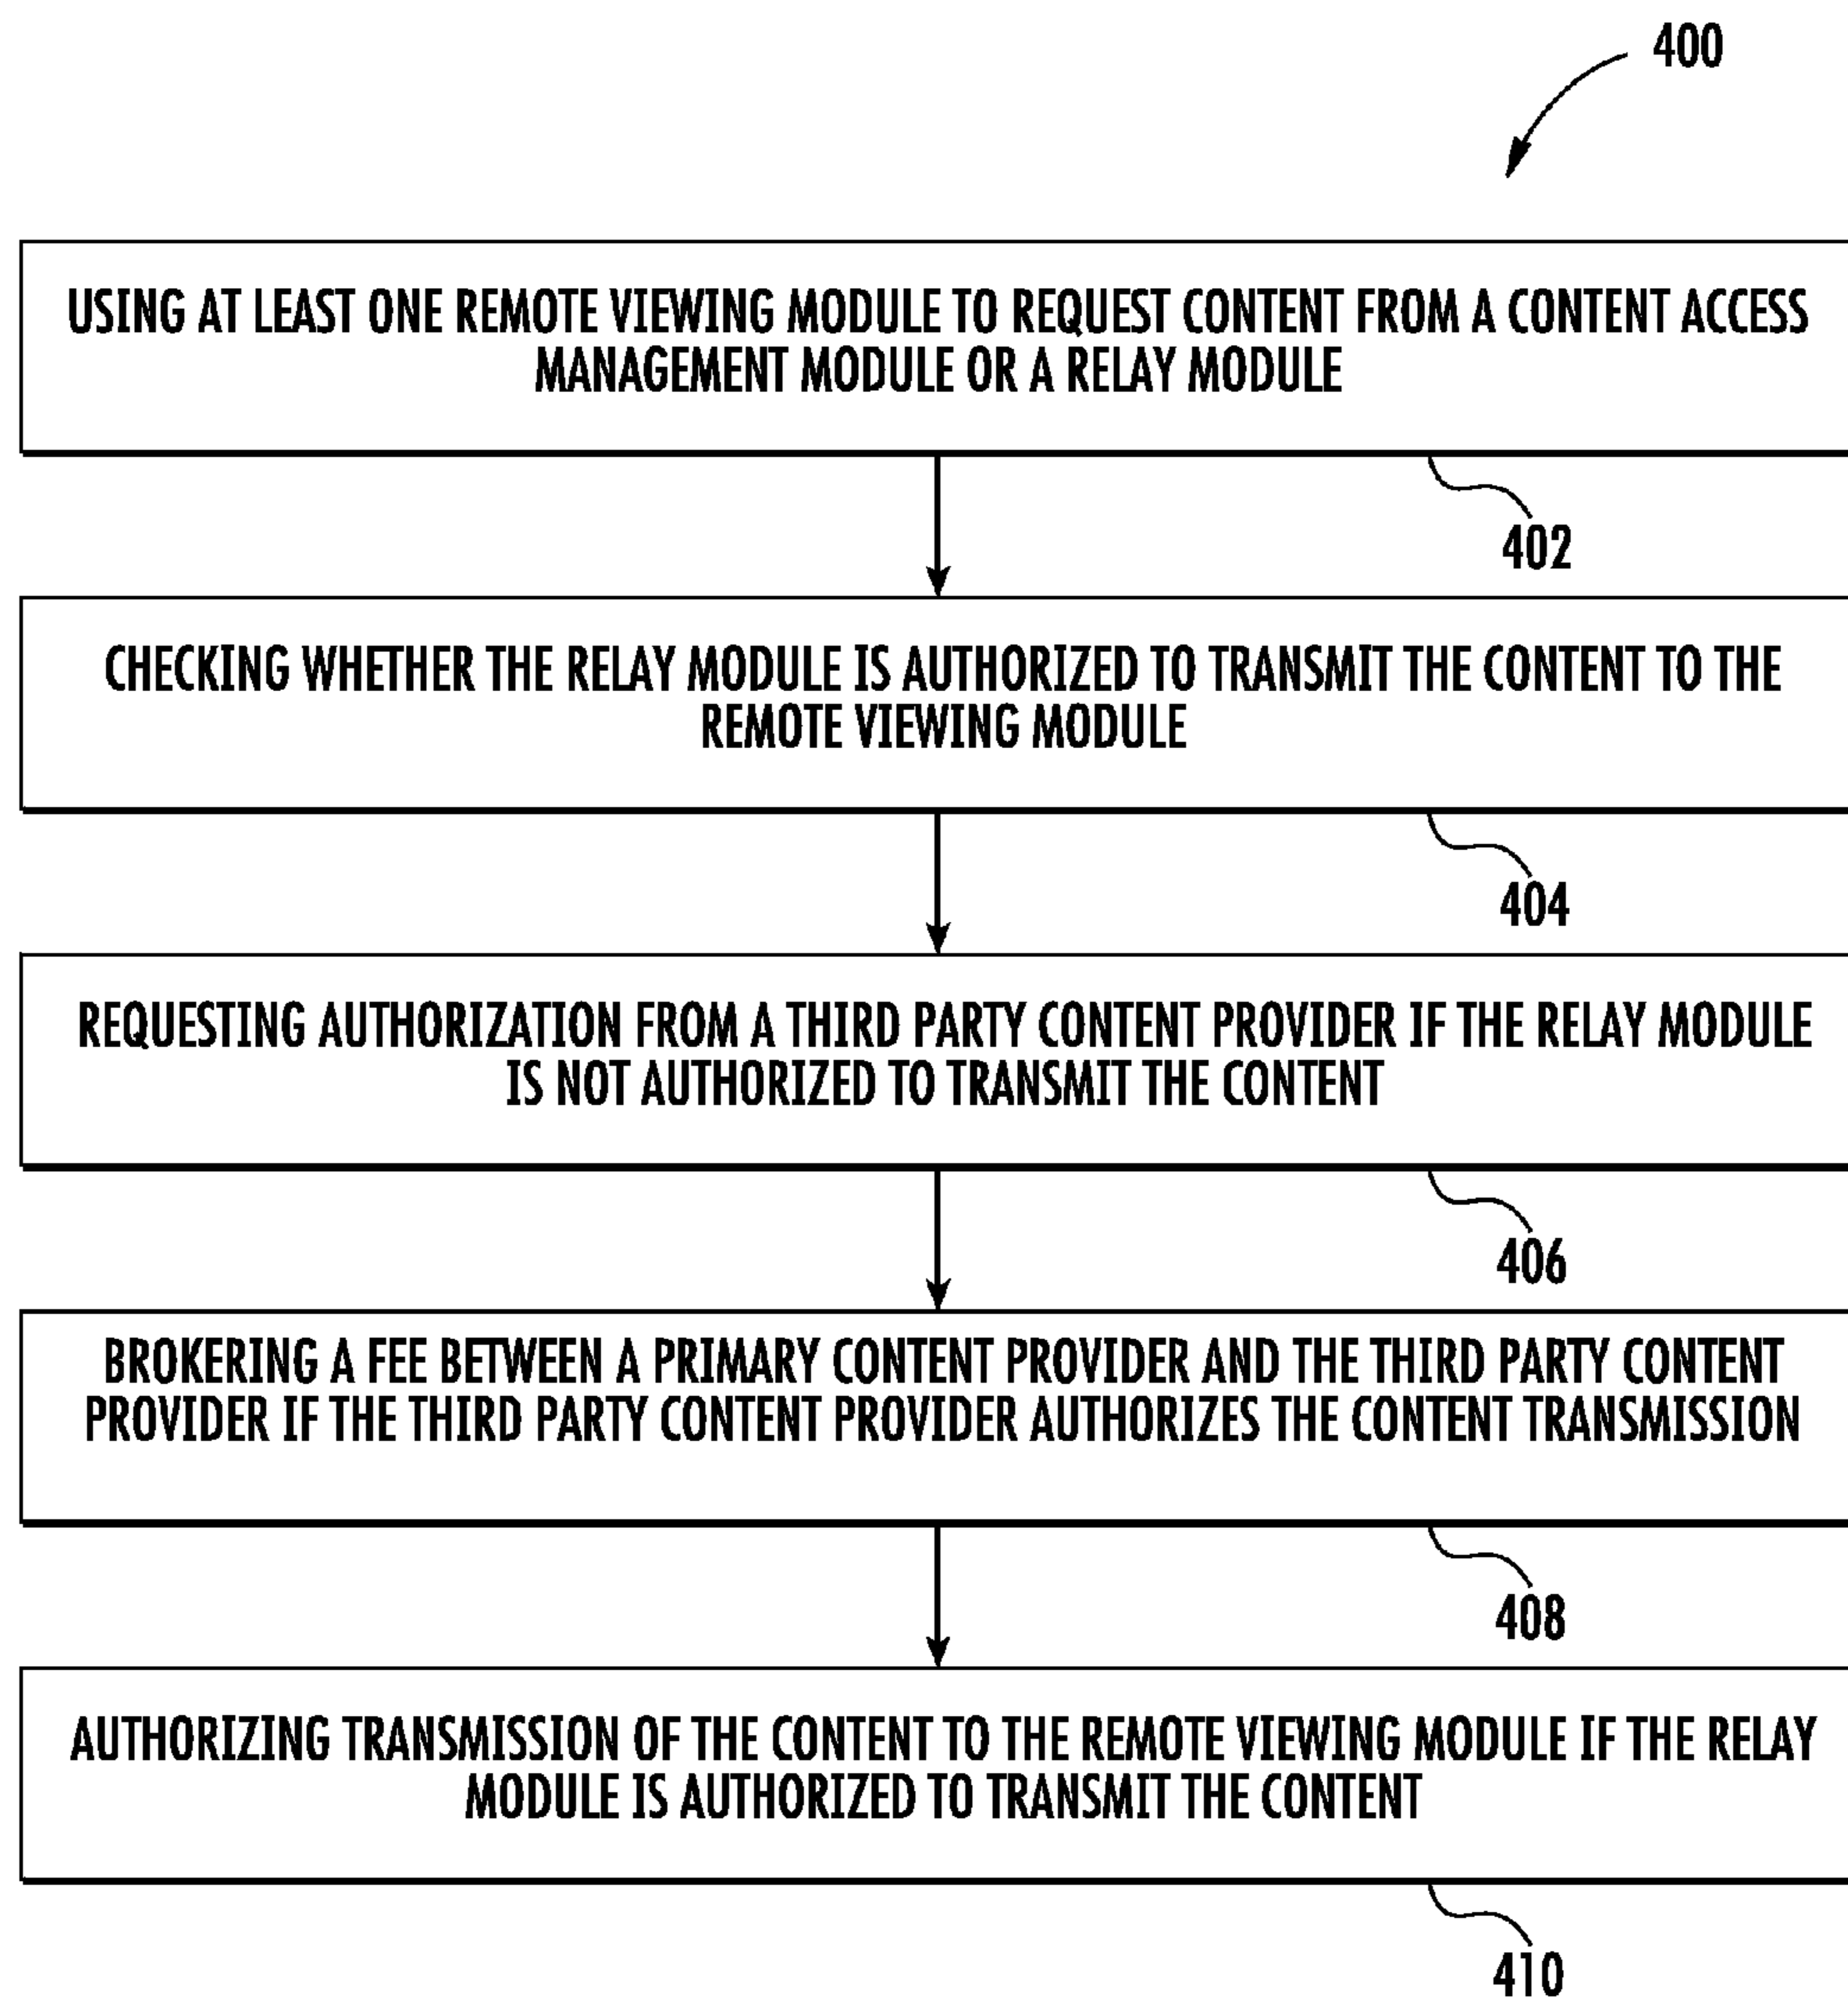 400
USING AT LEAST ONE REMOTE VIEWING MODULE TO REQUEST CONTENT FROM A CONTENT ACCESS
MANAGEMENT MODULE OR A RELAY MODULE
402
CHECKING WHETHER THE RELAY MODULE IS AUTHORIZED TO TRANSMIT THE CONTENT TO THE
REMOTE VIEWING MODULE
404
REQUESTING AUTHORIZATION FROM A THIRD PARTY CONTENT PROVIDER IF THE RELAY MODULE
IS NOT AUTHORIZED TO TRANSMIT THE CONTENT
406
BROKERING A FEE BETWEEN A PRIMARY CONTENT PROVIDER AND THE THIRD PARTY CONTENT
PROVIDER IF THE THIRD PARTY CONTENT PROVIDER AUTHORIZES THE CONTENT TRANSMISSION
408
AUTHORIZING TRANSMISSION OF THE CONTENT TO THE REMOTE VIEWING MODULE IF THE RELAY
MODULE IS AUTHORIZED TO TRANSMIT THE CONTENT
410